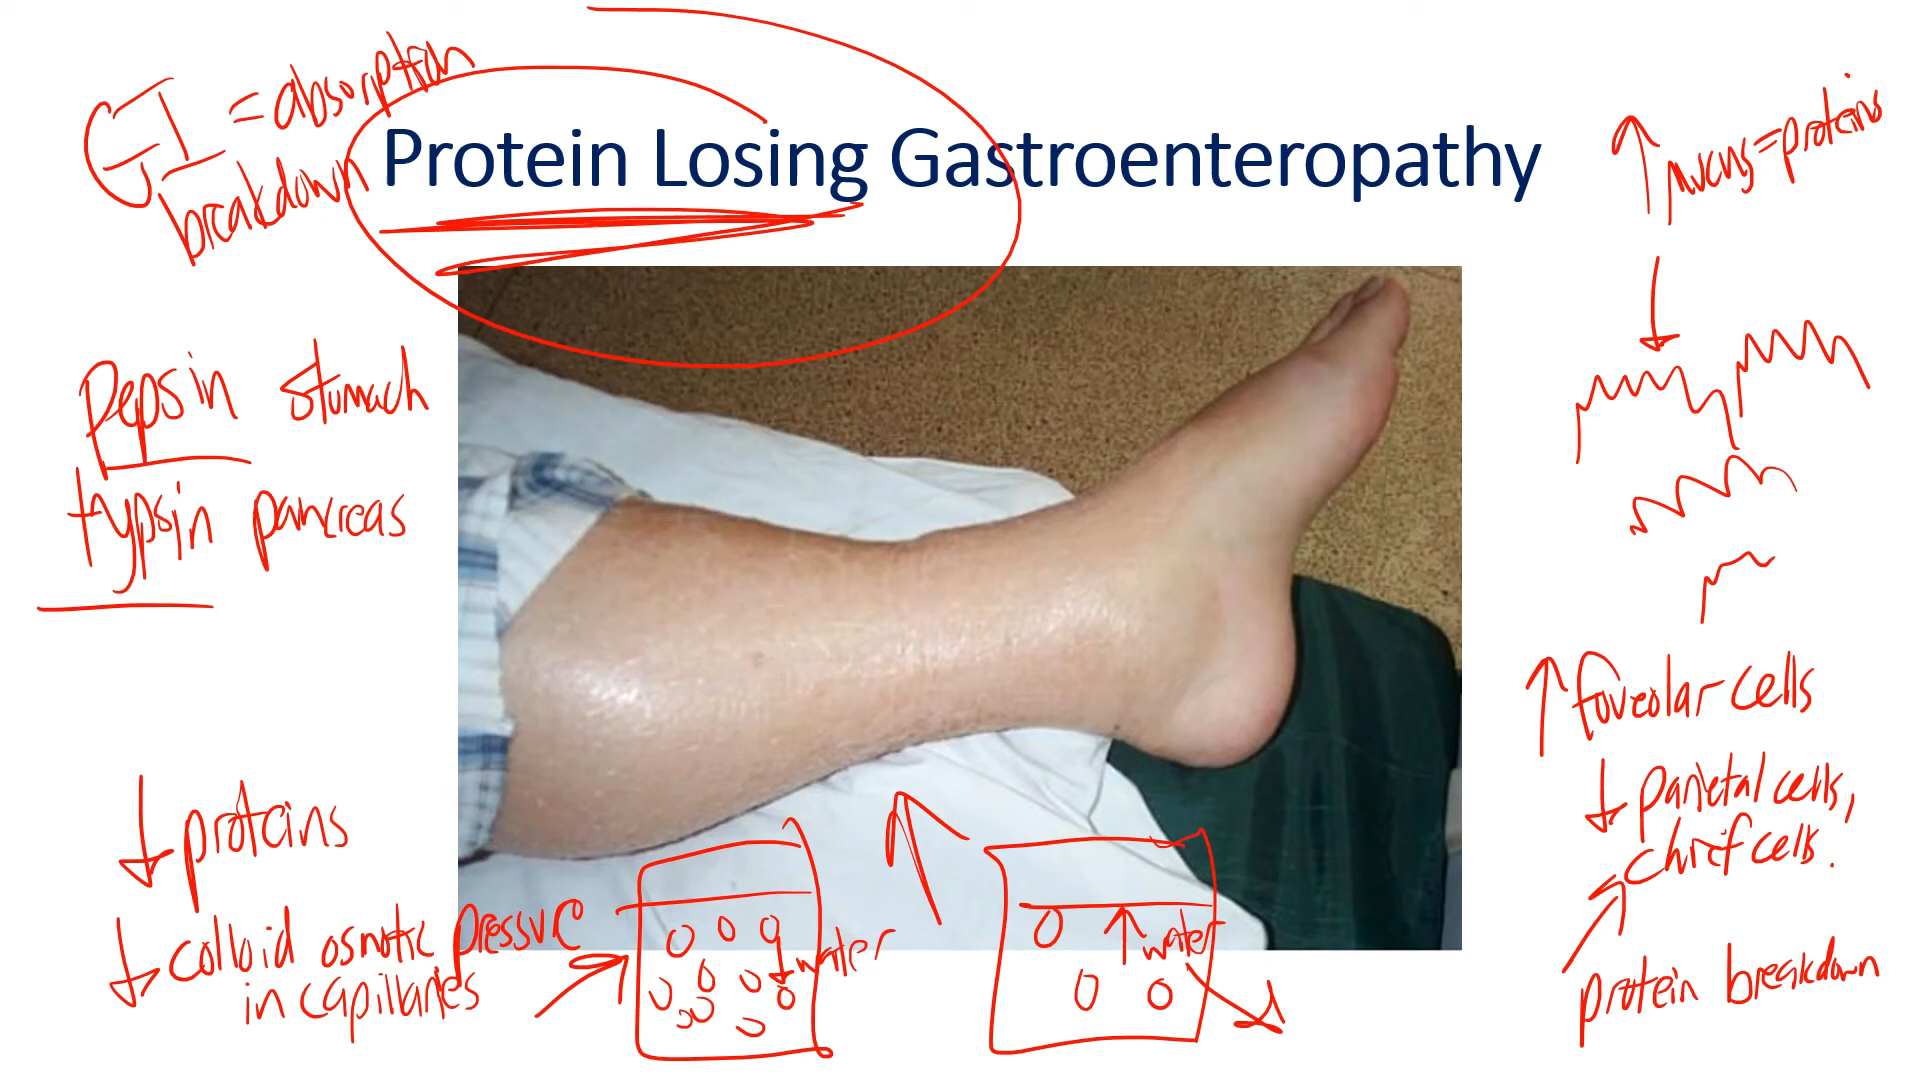 Protein Losing Gastroenteropathy
GI = absorption
breakdown
pepsin stomach
typsin pancreas
↓ proteins
↓ colloid osmotic pressure
in capillaries
water
water
↑ mucus = proteins
↑ foveolar cells
↓ parietal cells,
chief cells.
protein breakdown